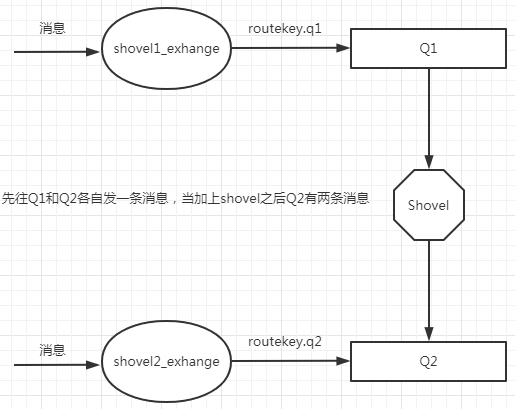 消息
shovel1_exhange
routekey.q1
Q1
先往Q1和Q2各自发一条消息，当加上shovel之后Q2有两条消息
Shovel
消息
shovel2_exhange
routekey.q2
Q2